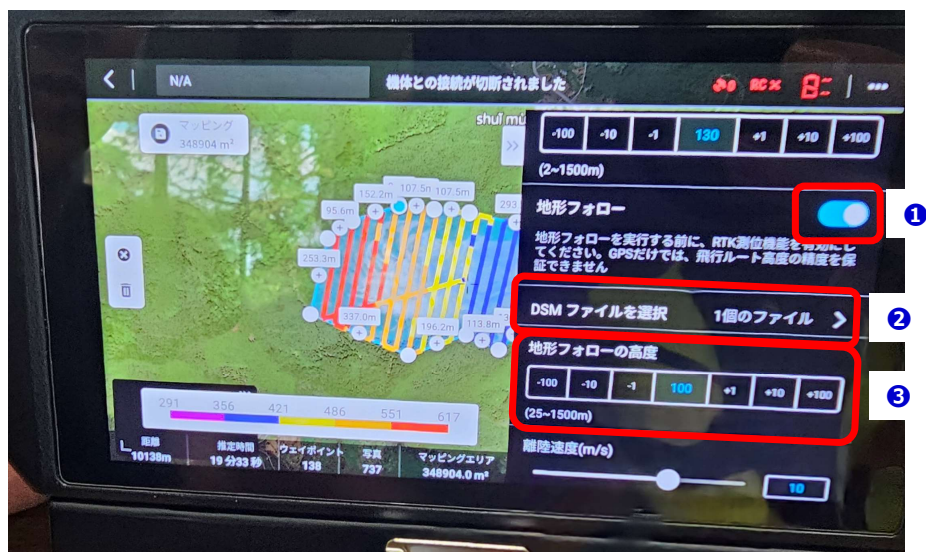 N/A
機体との接続が切断されました
RC
マッピング
348904 m²
shuǐ mù
-100 -10 -1 130 +1 +10 +100
(2~1500m)
地形フォロー
地形フォローを実行する前に、RTK測位機能を有効にし
てください。GPSだけでは、飛行ルート高度の精度を保
証できません
DSM ファイルを選択 1個のファイル
地形フォローの高度
-100 -10 -1 100 +1 +10 +100
(25~1500m)
離陸速度(m/s)
10
❶
❷
❸
152.2m
107.5m
107.5m
293
95.6m
253.3m
337.0m
196.2m
113.8m
291 356 421 486 551 617
距離
10138m
推定時間
19 分33 秒
ウェイポイント
138
写真
737
マッピングエリア
348904.0 m²